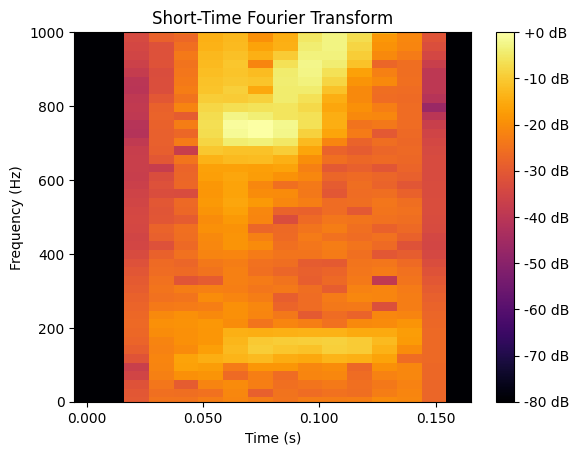 Short-Time Fourier Transform
1000
800
600
400
200
0
Frequency (Hz)
0.000
0.050
0.100
0.150
Time (s)
+0 dB
-10 dB
-20 dB
-30 dB
-40 dB
-50 dB
-60 dB
-70 dB
-80 dB